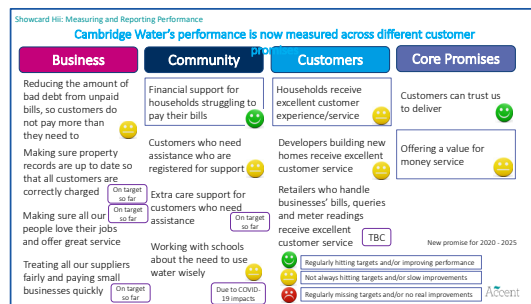 Showcard Hii: Measuring and Reporting Performance
Cambridge Water's performance is now measured across different customer
promises
Business
Reducing the amount of
bad debt from unpaid
bills, so customers do
not pay more than
they need to
Making sure property
records are up to date so
that all customers are
correctly charged
On target
so far
Making sure all our
people love their jobs
and offer great service
On target
so far
Treating all our suppliers
fairly and paying small
businesses quickly
On target
so far
Community
Financial support for
households struggling to
pay their bills
Customers who need
assistance who are
registered for support
Extra care support for
customers who need
assistance
On target
so far
Working with schools
about the need to use
water wisely
Due to COVID-
19 impacts
Customers
Households receive
excellent customer
experience/service
Developers building new
homes receive excellent
customer service
Retailers who handle
businesses' bills, queries
and meter readings
receive excellent
customer service
TBC
Core Promises
Customers can trust us
to deliver
Offering a value for
money service
New promise for 2020 - 2025
Regularly hitting targets and/or improving performance
Not always hitting targets and/or slow improvements
Regularly missing targets and/or no real improvements
Accent